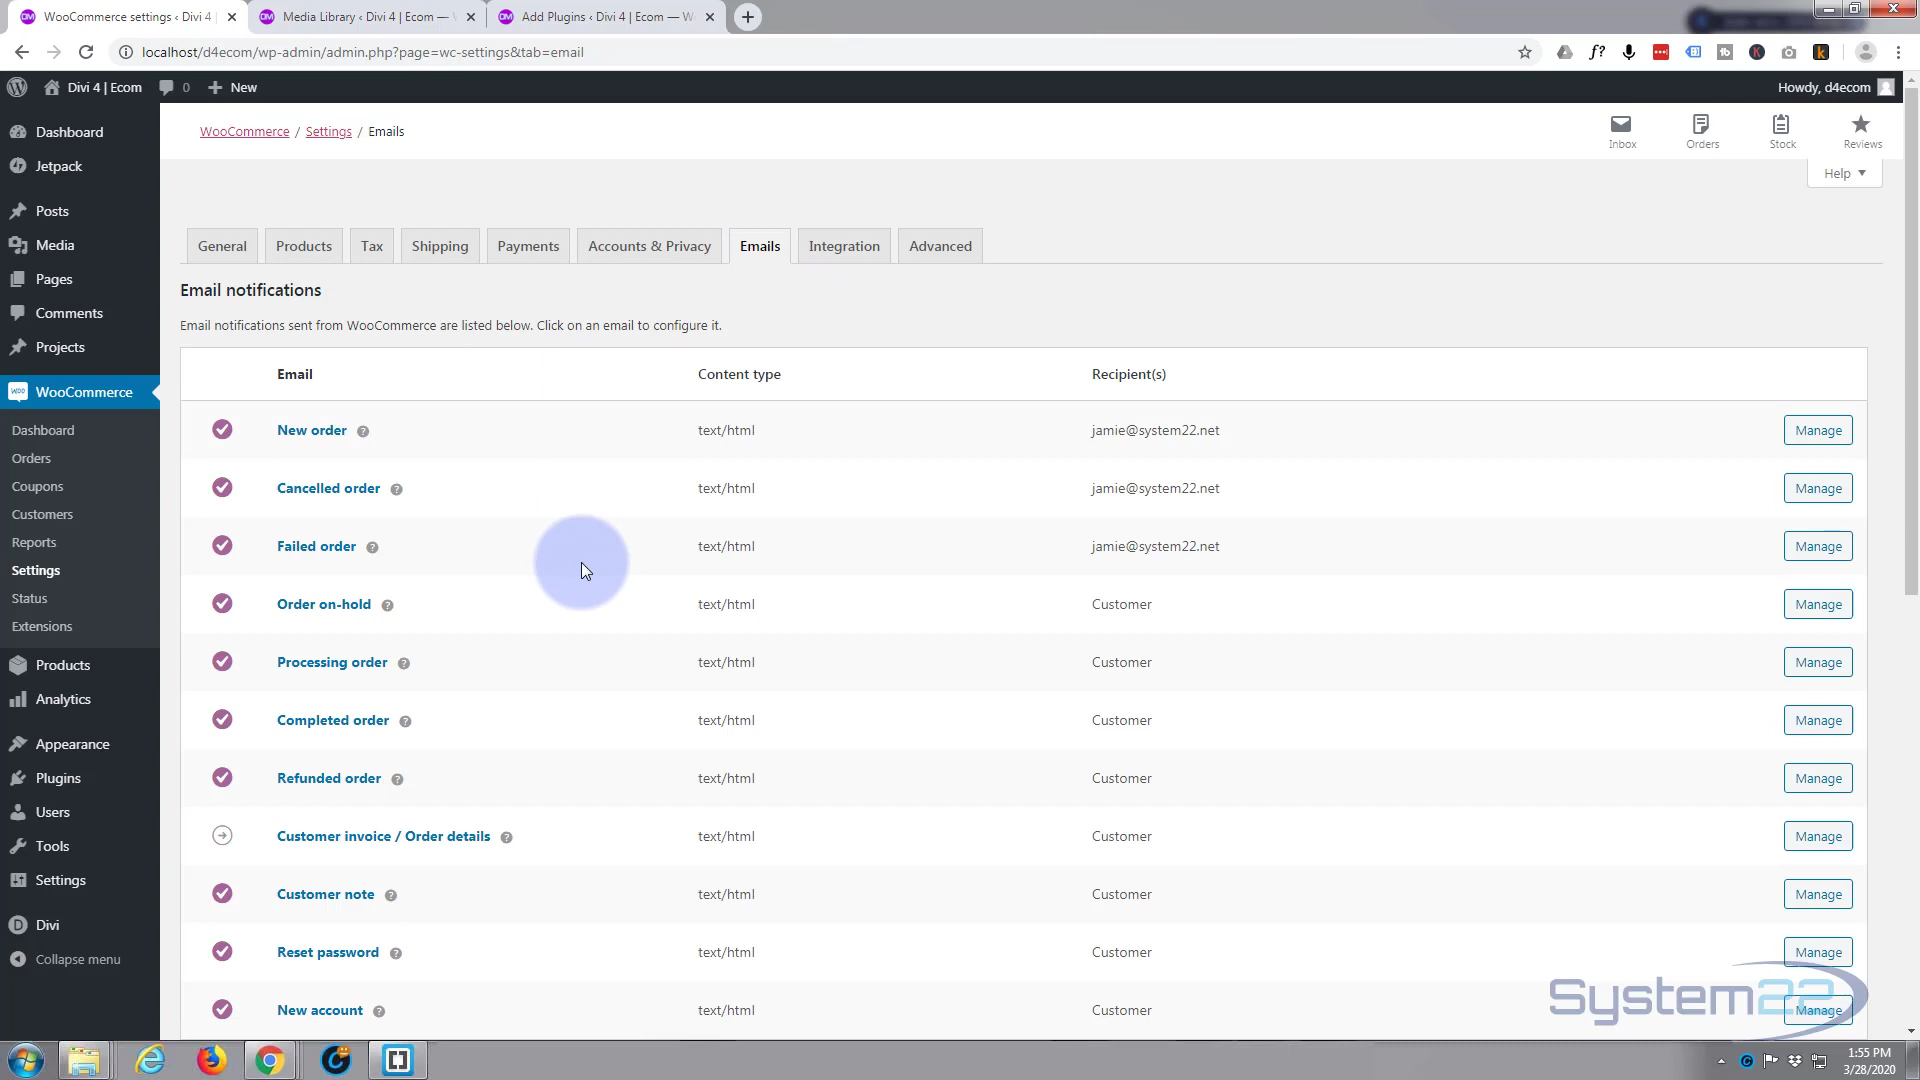 WooCommerce settings ‹ Divi 4 |
Media Library ‹ Divi 4 | Ecom — W
Add Plugins ‹ Divi 4 | Ecom — W
localhost/d4ecom/wp-admin/admin.php?page=wc-settings&tab=email
Divi 4 | Ecom
0
New
Howdy, d4ecom
Dashboard
Jetpack
Posts
Media
Pages
Comments
Projects
WooCommerce
Dashboard
Orders
Coupons
Customers
Reports
Settings
Status
Extensions
Products
Analytics
Appearance
Plugins
Users
Tools
Settings
Divi
Collapse menu
WooCommerce / Settings / Emails
Inbox
Orders
Stock
Reviews
Help
General
Products
Tax
Shipping
Payments
Accounts & Privacy
Emails
Integration
Advanced
Email notifications
Email notifications sent from WooCommerce are listed below. Click on an email to configure it.
Email Content type Recipient(s)
New order text/html jamie@system22.net Manage
Cancelled order text/html jamie@system22.net Manage
Failed order text/html jamie@system22.net Manage
Order on-hold text/html Customer Manage
Processing order text/html Customer Manage
Completed order text/html Customer Manage
Refunded order text/html Customer Manage
Customer invoice / Order details text/html Customer Manage
Customer note text/html Customer Manage
Reset password text/html Customer Manage
New account text/html Customer Manage
System22
1:55 PM
3/28/2020